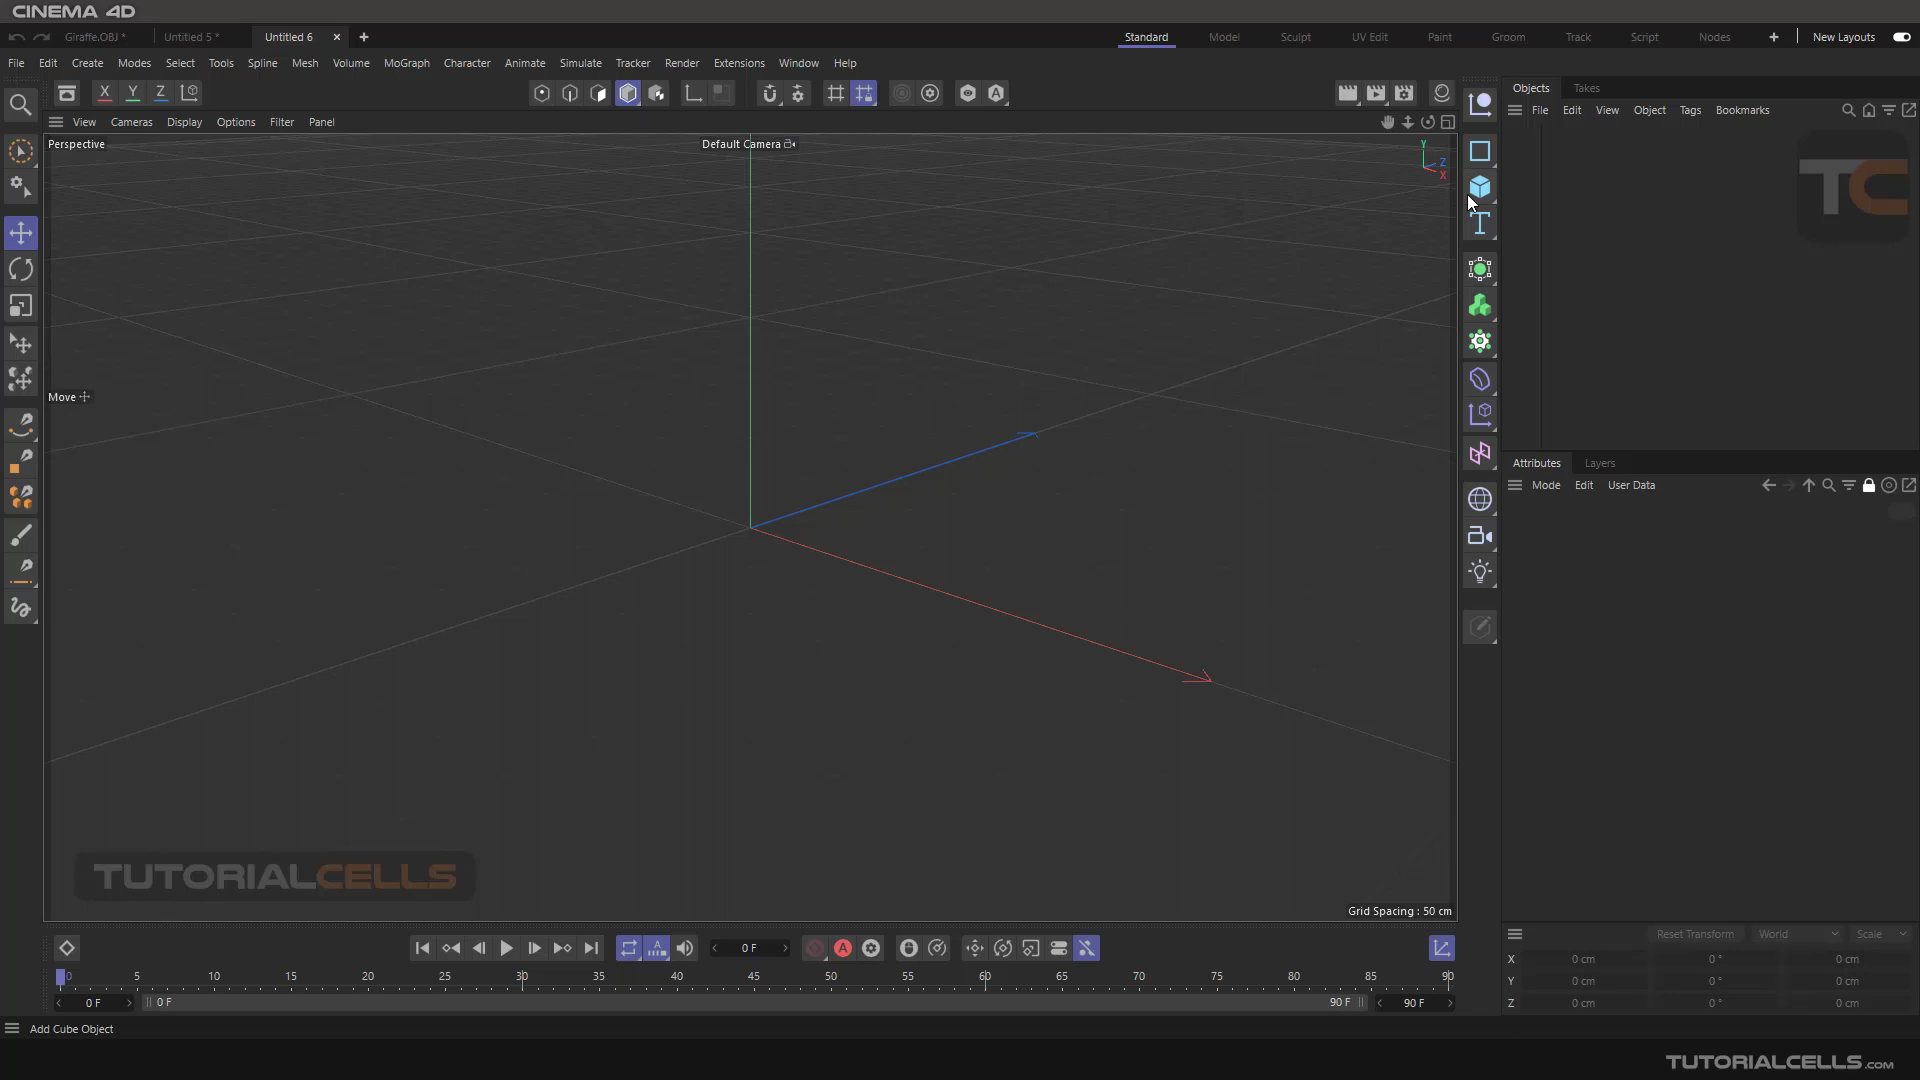 CINEMA 4D
Giraffe.OBJ *
Untitled 5 *
Untitled 6
Standard
Model
Sculpt
UV Edit
Paint
Groom
Track
Script
Nodes
New Layouts
File Edit Create Modes Select Tools Spline Mesh Volume MoGraph Character Animate Simulate Tracker Render Extensions Window Help
X Y Z
A
Objects Takes
View Cameras Display Options Filter Panel
File Edit View Object Tags Bookmarks
Perspective
Default Camera
Y
Z
X
TC
T
Move
Attributes Layers
Mode Edit User Data
TUTORIALCELLS
Grid Spacing : 50 cm
Reset Transform World Scale
A
0 F
A
X 0 cm 0 ° 0 cm
0 5 10 15 20 25 30 35 40 45 50 55 60 65 70 75 80 85 90
Y 0 cm 0 ° 0 cm
0 F 0 F 90 F 90 F
Z 0 cm 0 ° 0 cm
Add Cube Object
TUTORIALCELLS.COM